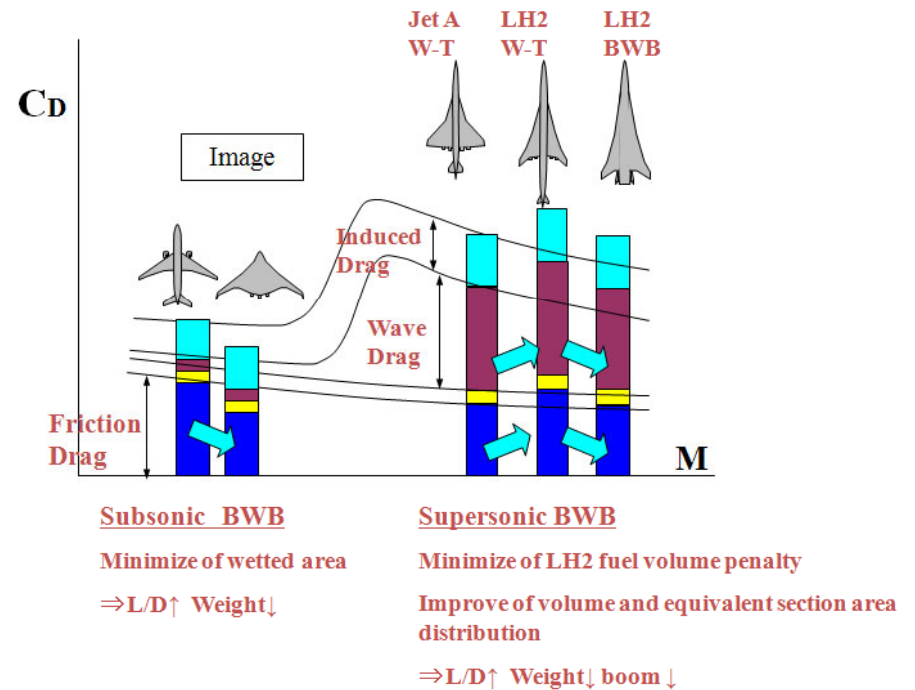 Jet A LH2 LH2
W-T W-T BWB
CD
Image
Induced
Drag
Wave
Drag
Friction
Drag
M
Subsonic BWB
Minimize of wetted area
⇒L/D↑ Weight↓
Supersonic BWB
Minimize of LH2 fuel volume penalty
Improve of volume and equivalent section area
distribution
⇒L/D↑ Weight↓ boom ↓